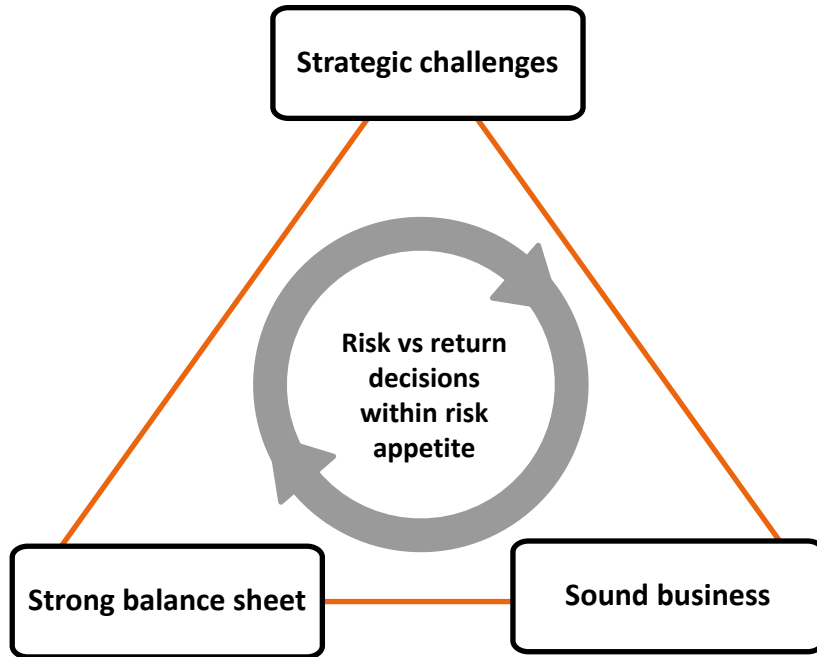 Strategic challenges
Risk vs return
decisions
within risk
appetite
Strong balance sheet
Sound business